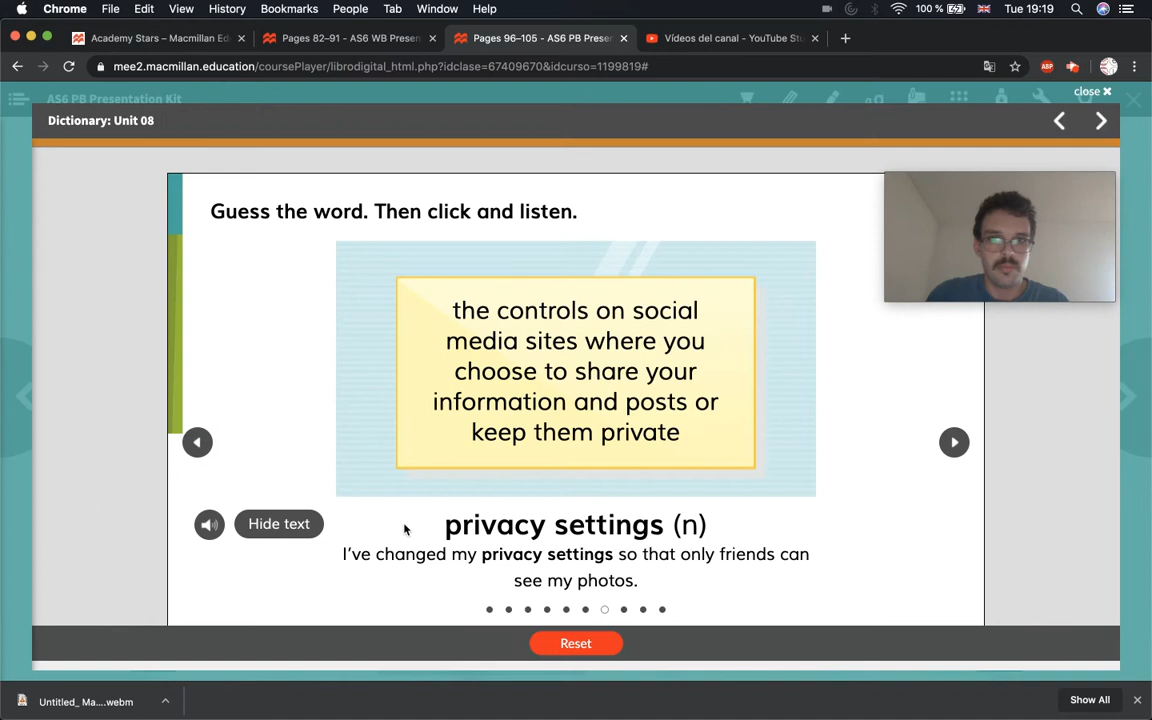 Chrome File Edit View History Bookmarks People Tab Window Help 100 % Tue 19:19
Academy Stars – Macmillan Ed Pages 82–91 - AS6 WB Presen Pages 96–105 - AS6 PB Presen Vídeos del canal - YouTube Stu
mee2.macmillan.education/coursePlayer/librodigital_html.php?idclase=67409670&idcurso=1199819#
ABP
close ×
AS6 PB Presentation Kit
Dictionary: Unit 08
Guess the word. Then click and listen.
the controls on social
media sites where you
choose to share your
information and posts or
keep them private
Hide text
privacy settings (n)
I've changed my privacy settings so that only friends can
see my photos.
Reset
Untitled_ Ma....webm
Show All